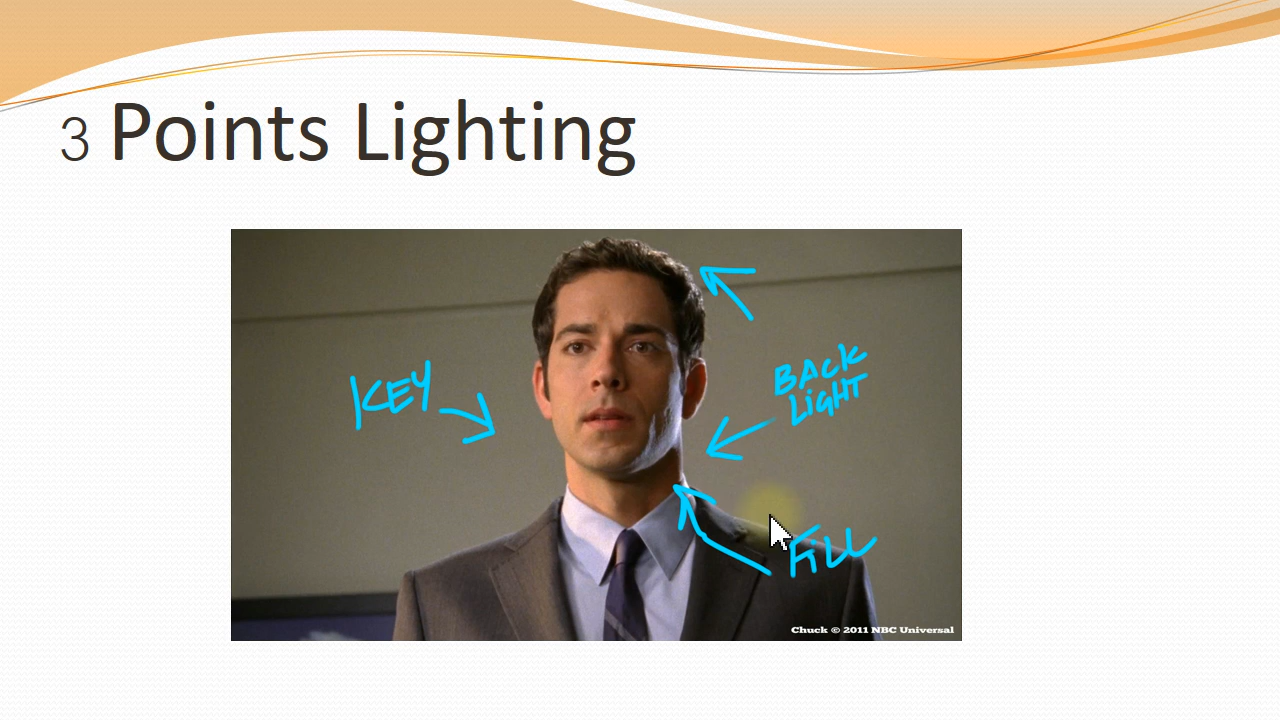 3 Points Lighting
KEY
BACK
LIGHT
FILL
Chuck © 2011 NBC Universal